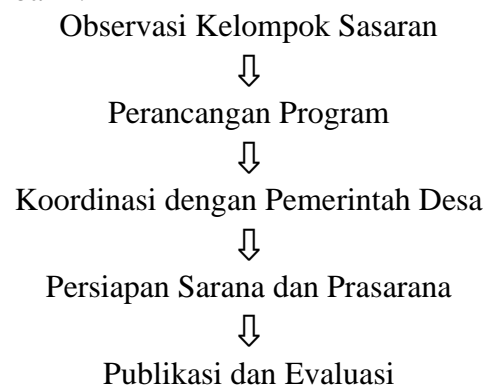 Observasi Kelompok Sasaran
⇩
Perancangan Program
⇩
Koordinasi dengan Pemerintah Desa
⇩
Persiapan Sarana dan Prasarana
⇩
Publikasi dan Evaluasi